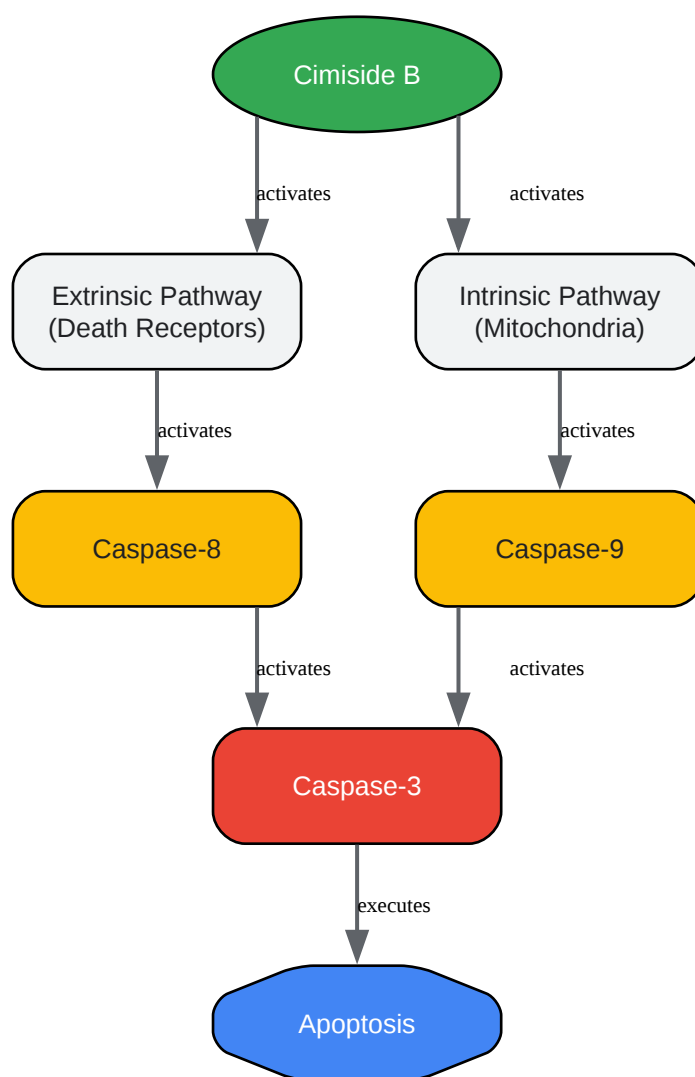 Cimiside B
activates
activates
Extrinsic Pathway
(Death Receptors)
Intrinsic Pathway
(Mitochondria)
activates
activates
Caspase-8
Caspase-9
activates
activates
Caspase-3
executes
Apoptosis